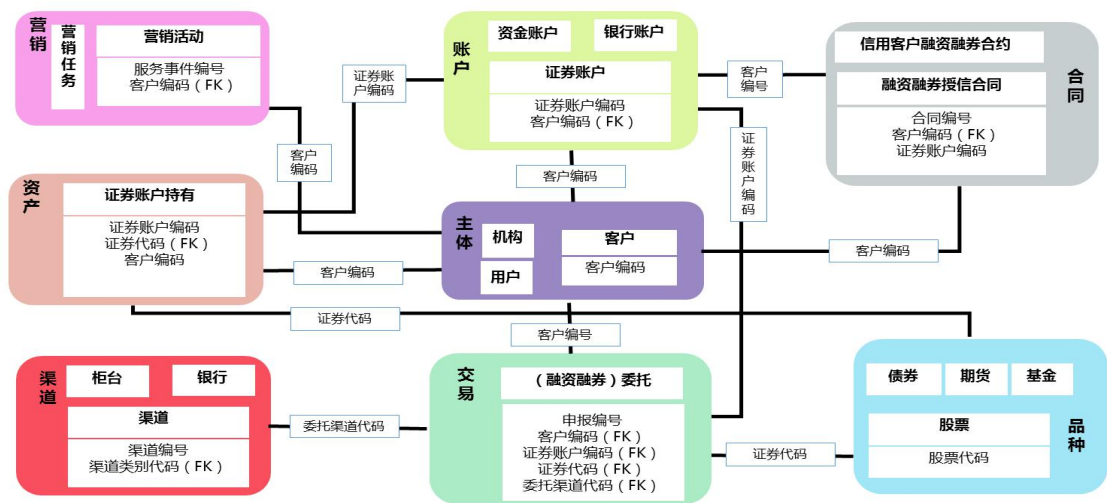 营销
营销任务
营销活动
服务事件编号
客户编码（FK）
证券账
户编码
账户
资金账户
银行账户
证券账户
证券账户编码
客户编码（FK）
客户
编号
信用客户融资融券合约
合同
融资融券授信合同
合同编号
客户编码（FK）
证券账户编码
客户
编码
客户编码
证券账户编码
资产
证券账户持有
证券账户编码
证券代码（FK）
客户编码
客户编码
主体
机构
用户
客户
客户编码
客户编码
证券代码
客户编号
渠道
柜台
银行
渠道
渠道编号
渠道类别代码（FK）
委托渠道代码
交易
（融资融券）委托
申报编号
客户编码（FK）
证券账户编码（FK）
证券代码（FK）
委托渠道代码（FK）
证券代码
债券
期货
基金
品种
股票
股票代码